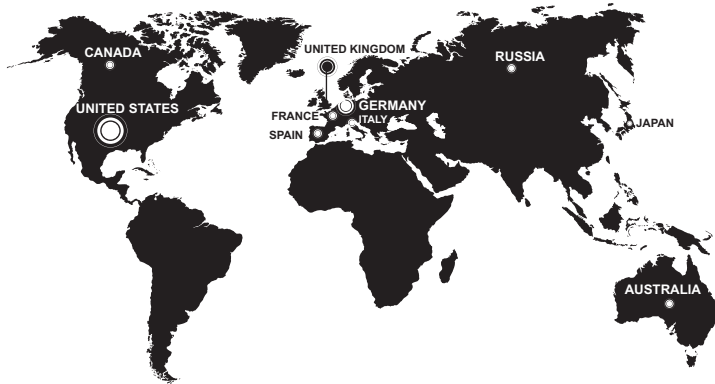 CANADA
UNITED KINGDOM
RUSSIA
UNITED STATES
GERMANY
FRANCE
ITALY
JAPAN
SPAIN
AUSTRALIA